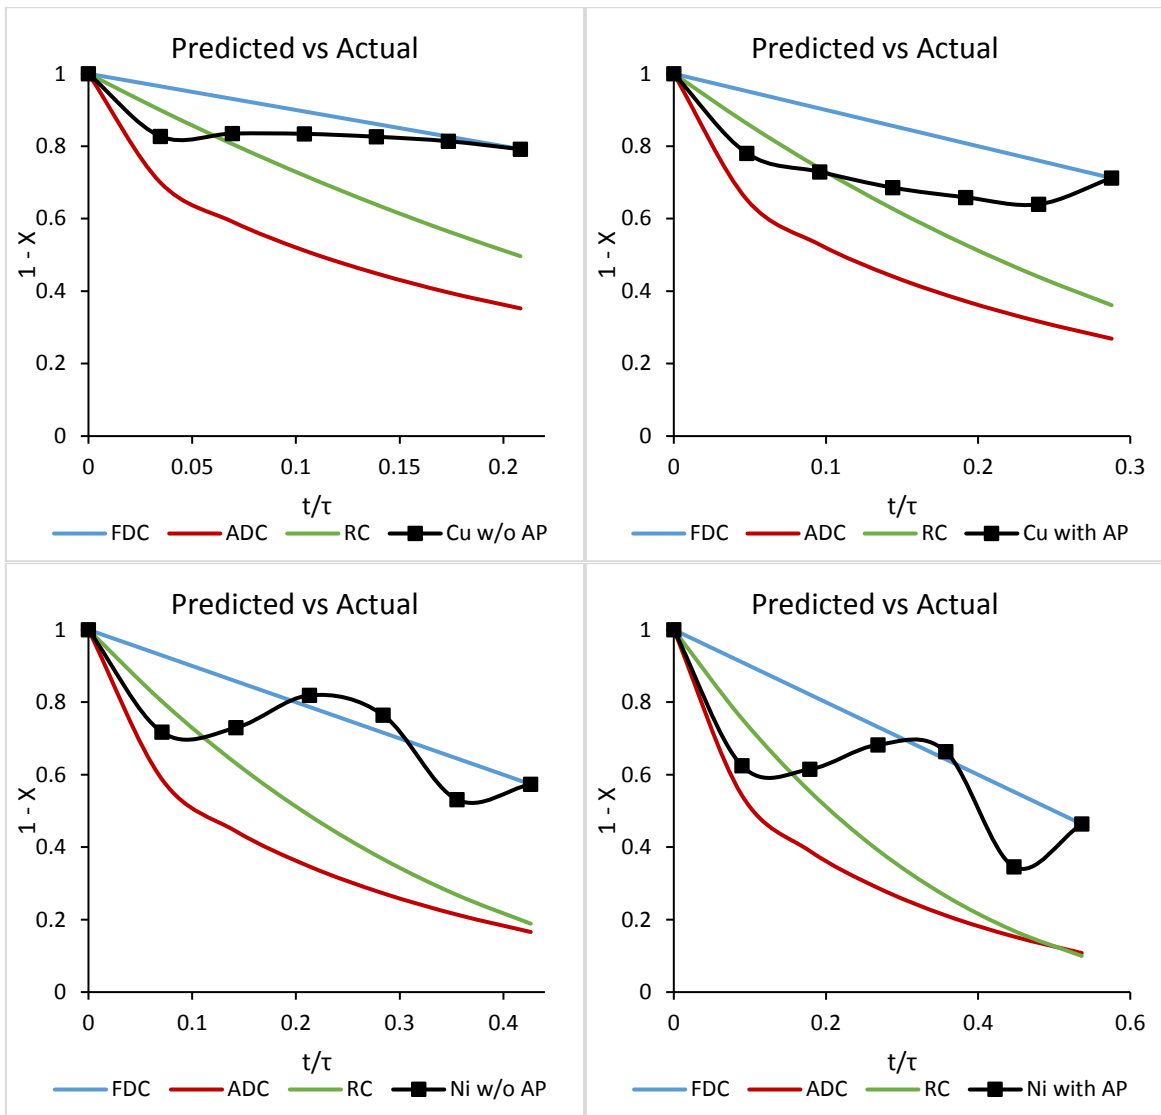 Predicted vs Actual
1
0.8
0.6
0.4
0.2
0
1 - X
0 0.05 0.1 0.15 0.2
t/τ
FDC ADC RC Cu w/o AP
Predicted vs Actual
1
0.8
0.6
0.4
0.2
0
1 - X
0 0.1 0.2 0.3
t/τ
FDC ADC RC Cu with AP
Predicted vs Actual
1
0.8
0.6
0.4
0.2
0
1 - X
0 0.1 0.2 0.3 0.4
t/τ
FDC ADC RC Ni w/o AP
Predicted vs Actual
1
0.8
0.6
0.4
0.2
0
1 - X
0 0.2 0.4 0.6
t/τ
FDC ADC RC Ni with AP